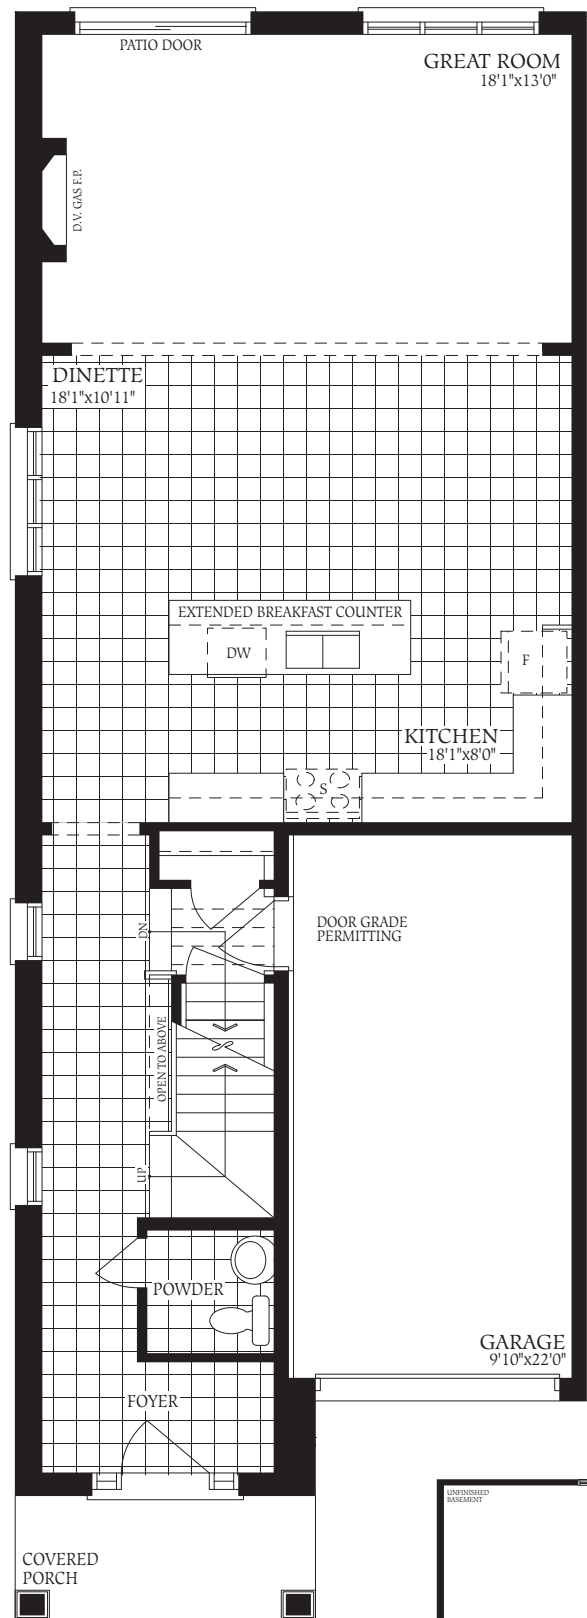 PATIO DOOR
GREAT ROOM
18'1"x13'0"
D.V. GAS F.P.
DINETTE
18'1"x10'11"
EXTENDED BREAKFAST COUNTER
DW
F
KITCHEN
18'1"x8'0"
S
DN
DOOR GRADE
PERMITTING
OPEN TO ABOVE
UP
POWDER
GARAGE
9'10"x22'0"
FOYER
UNFINISHED
BASEMENT
COVERED
PORCH